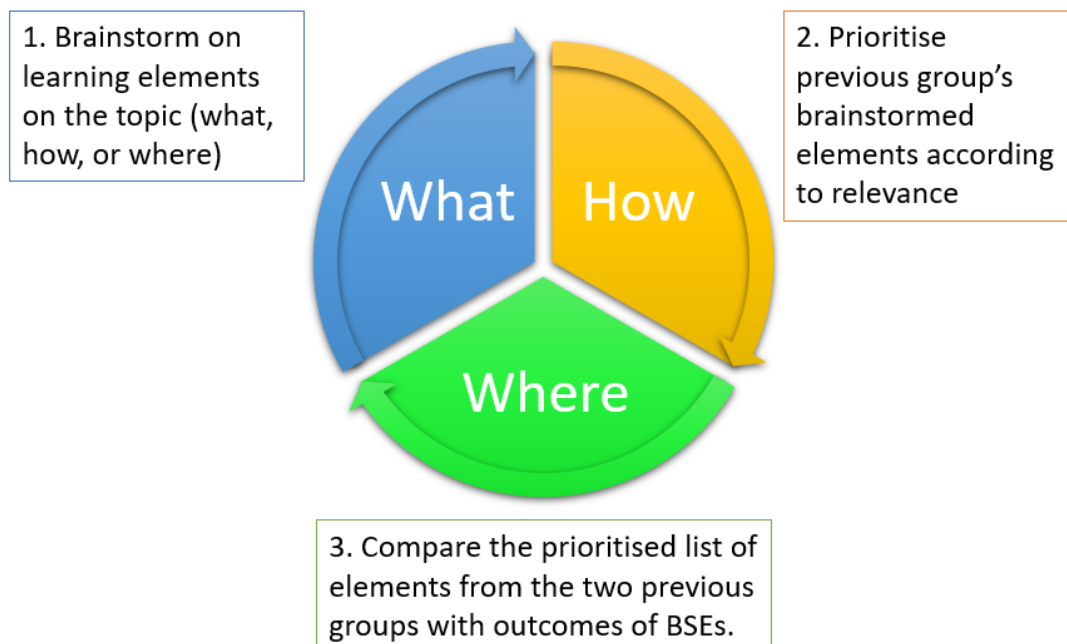 1. Brainstorm on
learning elements
on the topic (what,
how, or where)
2. Prioritise
previous group’s
brainstormed
elements according
to relevance
What
How
Where
3. Compare the prioritised list of
elements from the two previous
groups with outcomes of BSEs.